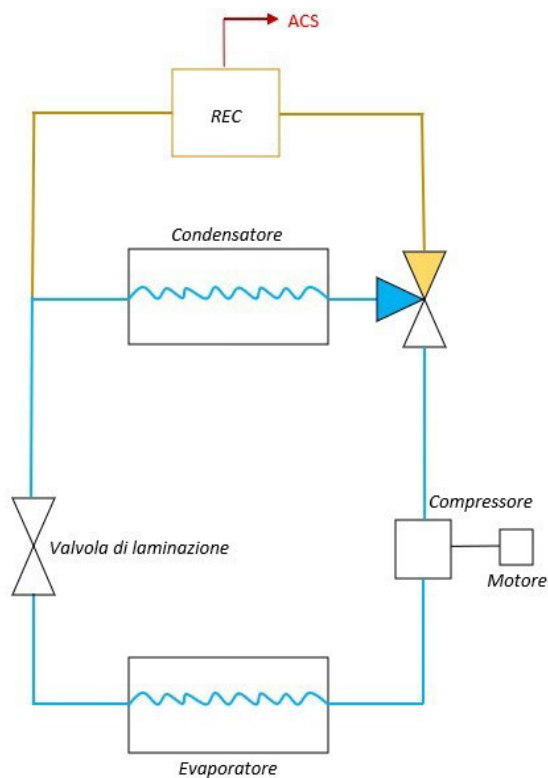 ACS
REC
Condensatore
Compressore
Valvola di laminazione
Motore
Evaporatore